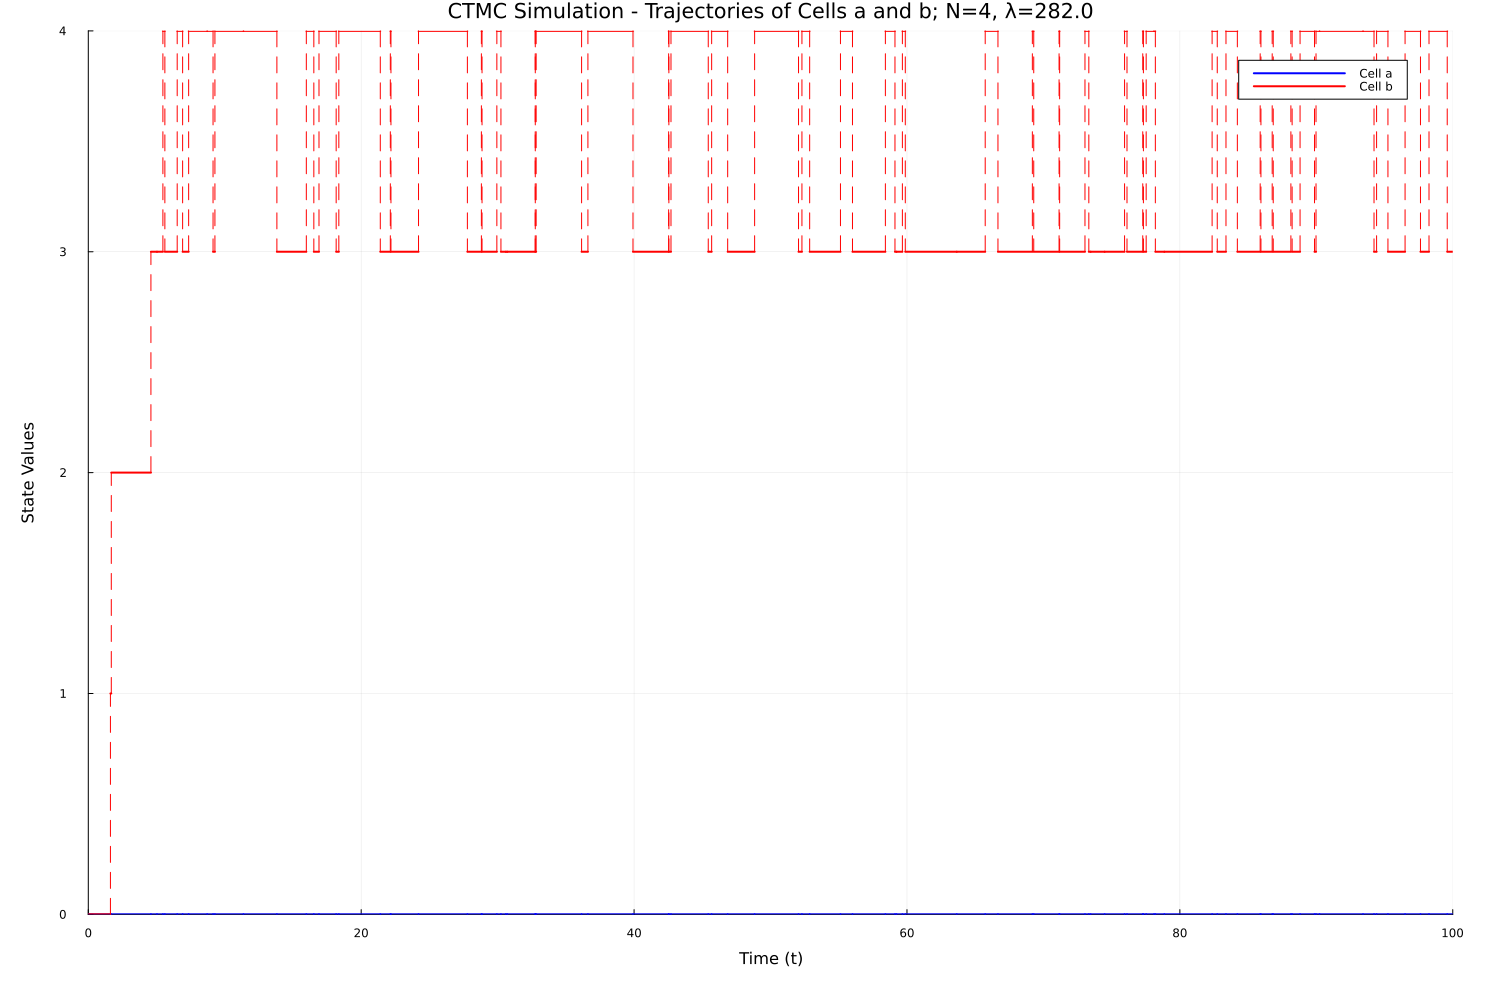 CTMC Simulation - Trajectories of Cells a and b; N=4, λ=282.0
4
Cell a
Cell b
3
State Values
2
1
0
0 20 40 60 80 100
Time (t)